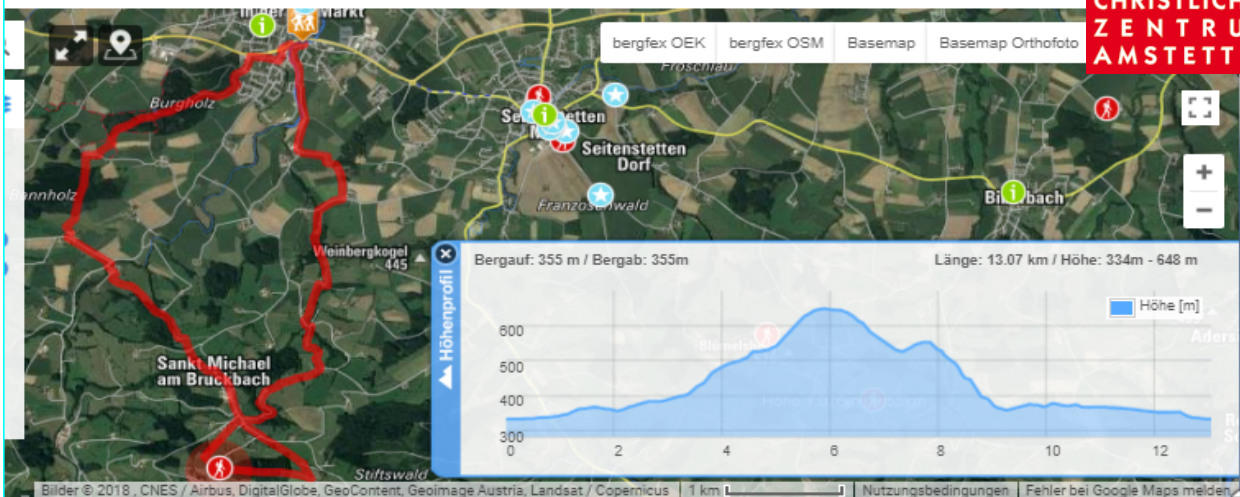 CHRISTLICH
ZENTRU
AMSTETT
Markt
bergfex OEK
bergfex OSM
Basemap
Basemap Orthofoto
Froschlau
Burgholz
Seitenstetten
Dorf
Bannholz
Franzosenwald
Weinbergkogel
445
Sankt Michael
am Bruckbach
Stiftswald
Höhenprofil
Bergauf: 355 m / Bergab: 355m
Länge: 13.07 km / Höhe: 334m - 648 m
Höhe [m]
600
500
400
300
0
2
4
6
8
10
12
Bilder © 2018 , CNES / Airbus, DigitalGlobe, GeoContent, Geoimage Austria, Landsat / Copernicus
1 km
Nutzungsbedingungen
Fehler bei Google Maps melden